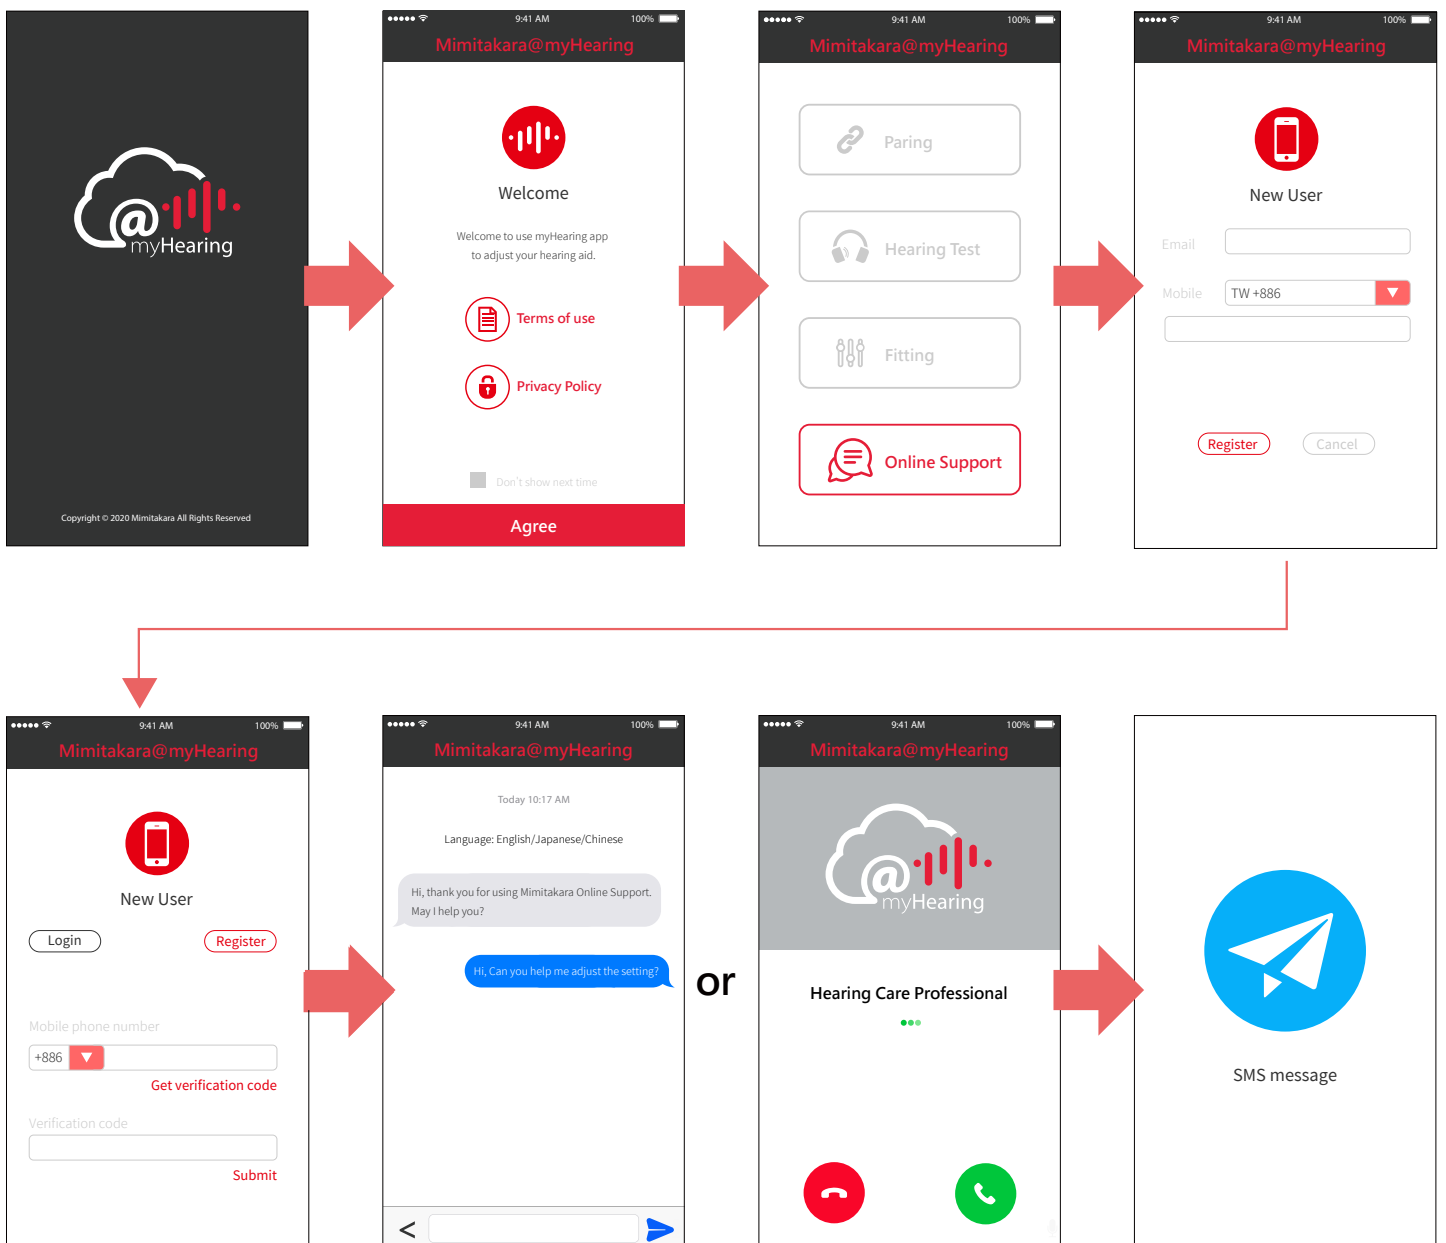 @
myHearing
Copyright © 2020 Mimitakara All Rights Reserved
9:41 AM 100%
Mimitakara@myHearing
Welcome
Welcome to use myHearing app
to adjust your hearing aid.
Terms of use
Privacy Policy
Don't show next time.
Agree
9:41 AM 100%
Mimitakara@myHearing
Paring
Hearing Test
Fitting
Online Support
9:41 AM 100%
Mimitakara@myHearing
New User
Email
Mobile TW +886
Register Cancel
9:41 AM 100%
Mimitakara@myHearing
New User
Login Register
Mobile phone number
+886
Get verification code
Verification code
Submit
9:41 AM 100%
Mimitakara@myHearing
Today 10:17 AM
Language: English/Japanese/Chinese
Hi, thank you for using Mimitakara Online Support.
May I help you?
Hi, Can you help me adjust the setting?
<
or
9:41 AM 100%
Mimitakara@myHearing
@
myHearing
Hearing Care Professional
SMS message